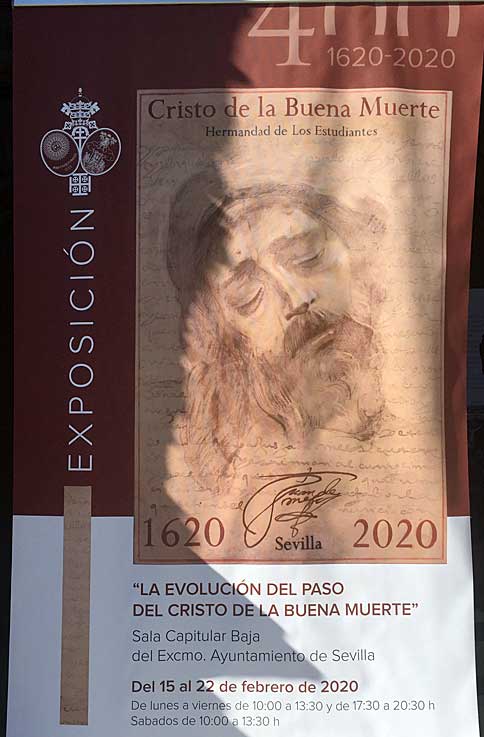 400
1620-2020
Cristo de la Buena Muerte
Hermandad de Los Estudiantes
EXPOSICIÓN
1620
Sevilla
2020
“LA EVOLUCIÓN DEL PASO
DEL CRISTO DE LA BUENA MUERTE”
Sala Capitular Baja
del Excmo. Ayuntamiento de Sevilla
Del 15 al 22 de febrero de 2020
De lunes a viernes de 10:00 a 13:30 y de 17:30 a 20:30 h
Sabados de 10:00 a 13:30 h